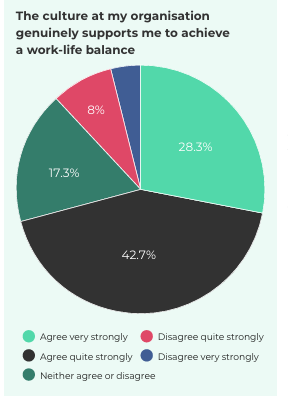 The culture at my organisation
genuinely supports me to achieve
a work-life balance
8%
28.3%
17.3%
42.7%
Agree very strongly
Disagree quite strongly
Agree quite strongly
Disagree very strongly
Neither agree or disagree